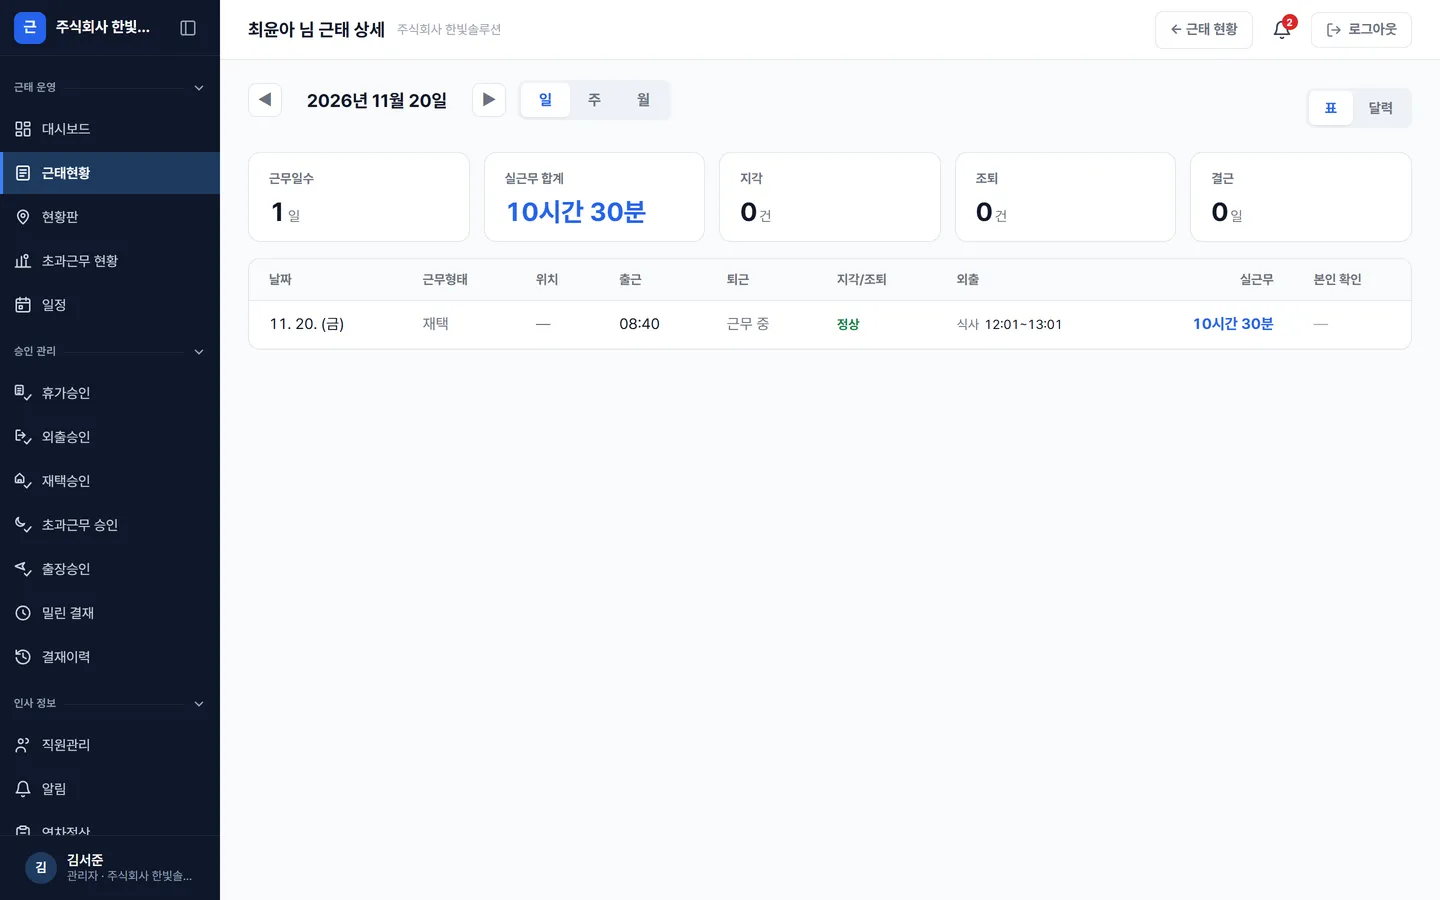 근
주식회사 한빛...
근태 운영
대시보드
근태현황
현황판
초과근무 현황
일정
승인 관리
휴가승인
외출승인
재택승인
초과근무 승인
출장승인
밀린 결재
결재이력
인사 정보
직원관리
알림
연차정산
김
김서준
관리자 · 주식회사 한빛솔...
최윤아 님 근태 상세 주식회사 한빛솔루션
← 근태 현황
2
로그아웃
◀ 2026년 11월 20일 ▶ 일 주 월
표 달력
근무일수
1 일
실근무 합계
10시간 30분
지각
0 건
조퇴
0 건
결근
0 일
날짜 근무형태 위치 출근 퇴근 지각/조퇴 외출 실근무 본인 확인
11. 20. (금) 재택 — 08:40 근무 중 정상 식사 12:01~13:01 10시간 30분 —